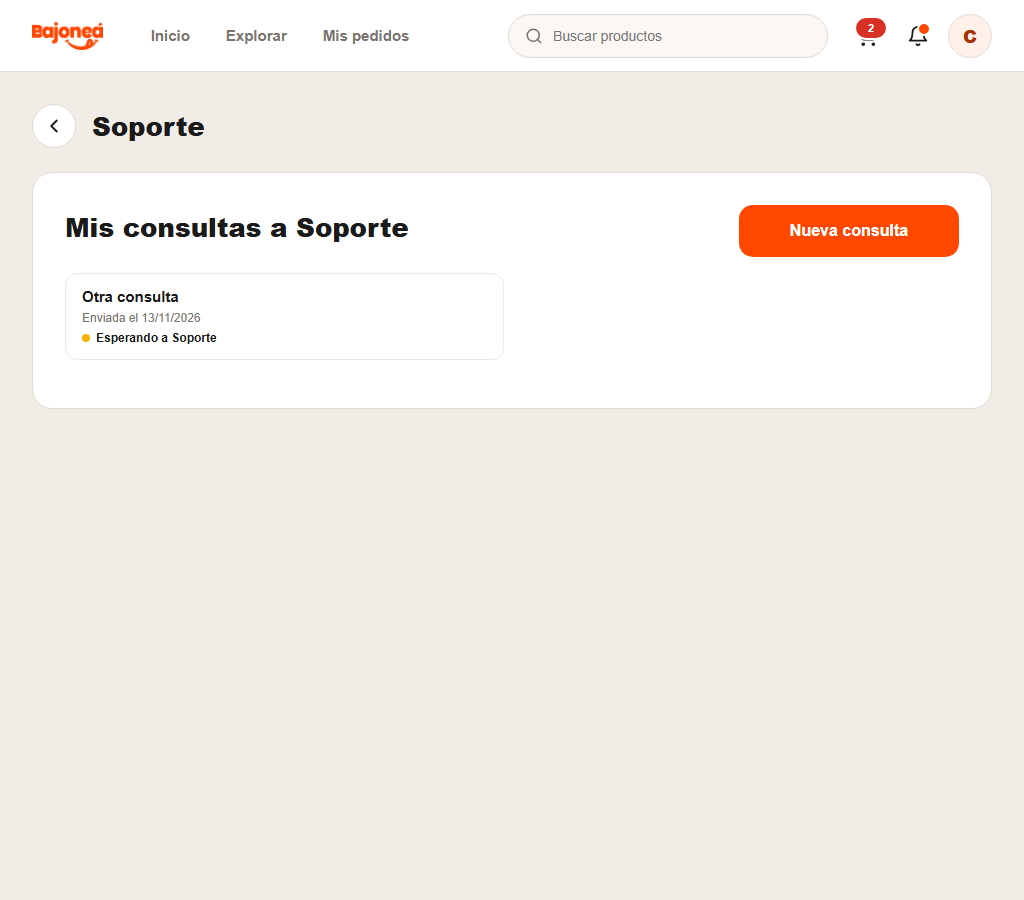 Bajoneá
Inicio
Explorar
Mis pedidos
Buscar productos
2
C
Soporte
Mis consultas a Soporte
Nueva consulta
Otra consulta
Enviada el 13/11/2026
Esperando a Soporte